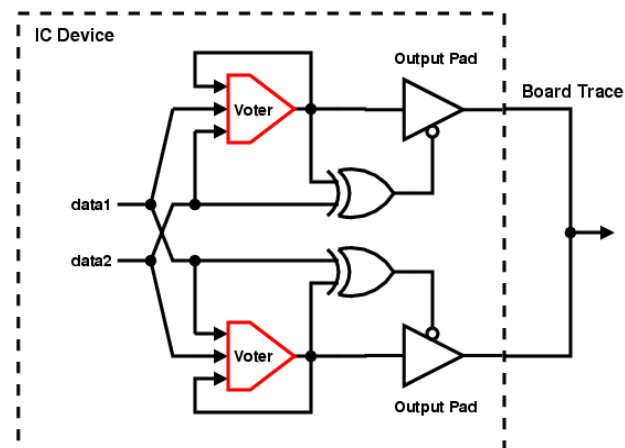 IC Device
Output Pad
Board Trace
Voter
data1
data2
Voter
Output Pad